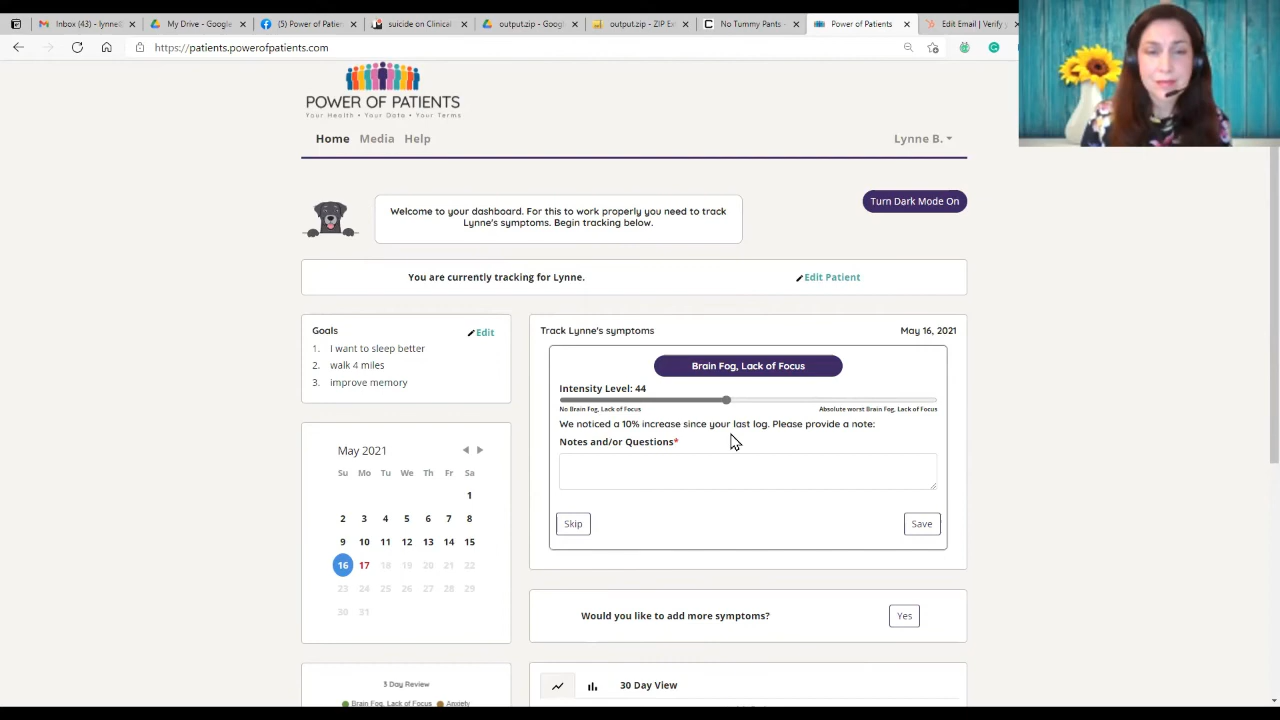 Inbox (43) - lynne
My Drive - Google
(5) Power of Patie
suicide on Clinical
output.zip - Goog
output.zip - ZIP Ex
No Tummy Pants -
Power of Patients
Edit Email | Verify y
https://patients.powerofpatients.com
POWER OF PATIENTS
Your Health • Your Data • Your Terms
Home Media Help Lynne B.
Welcome to your dashboard. For this to work properly you need to track
Lynne's symptoms. Begin tracking below.
Turn Dark Mode On
You are currently tracking for Lynne. Edit Patient
Goals Edit
1. I want to sleep better
2. walk 4 miles
3. improve memory
Track Lynne's symptoms May 16, 2021
Brain Fog, Lack of Focus
Intensity Level: 44
No Brain Fog, Lack of Focus Absolute worst Brain Fog, Lack of Focus
We noticed a 10% increase since your last log. Please provide a note:
Notes and/or Questions*
Skip Save
May 2021
Su Mo Tu We Th Fr Sa
1
2 3 4 5 6 7 8
9 10 11 12 13 14 15
16 17 18 19 20 21 22
23 24 25 26 27 28 29
30 31
Would you like to add more symptoms? Yes
3 Day Review
Brain Fog, Lack of Focus Anxiety
30 Day View